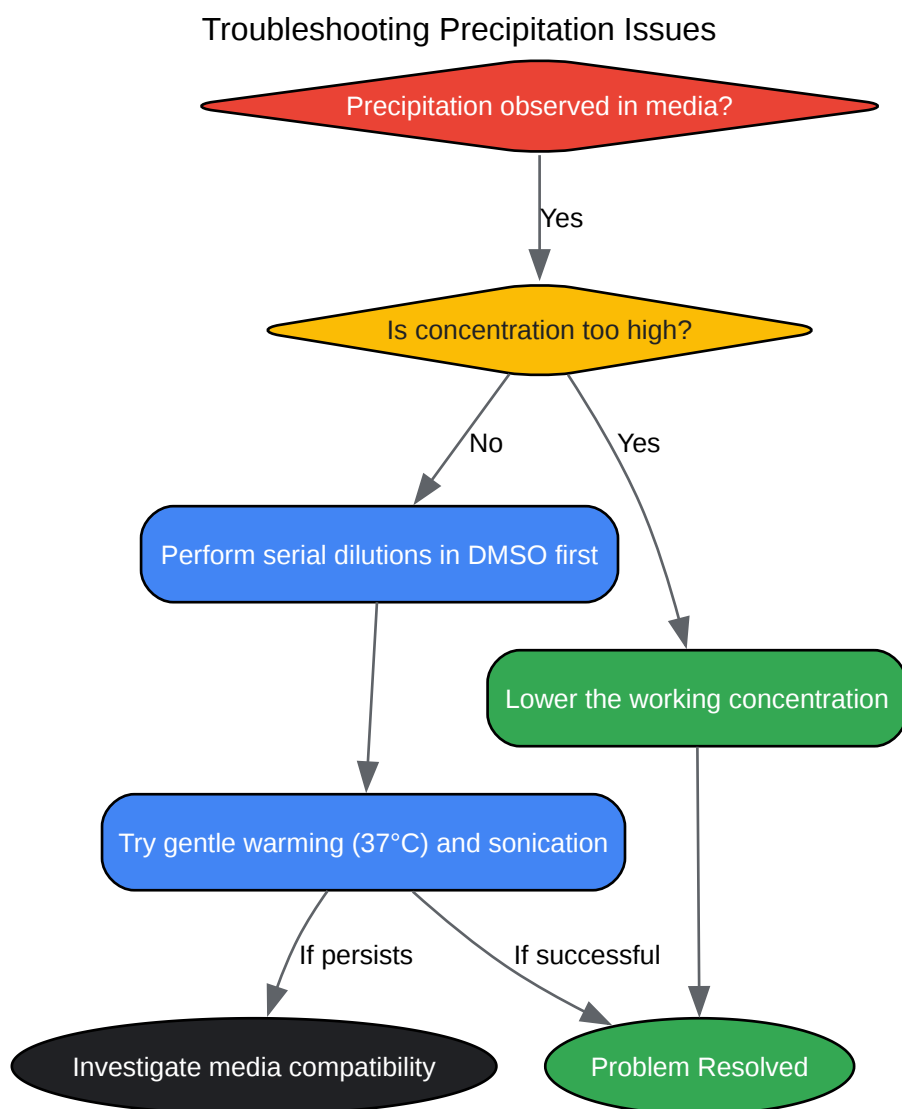 Troubleshooting Precipitation Issues
Precipitation observed in media?
Yes
Is concentration too high?
No
Yes
Perform serial dilutions in DMSO first
Lower the working concentration
Try gentle warming (37°C) and sonication
If persists
If successful
Investigate media compatibility
Problem Resolved